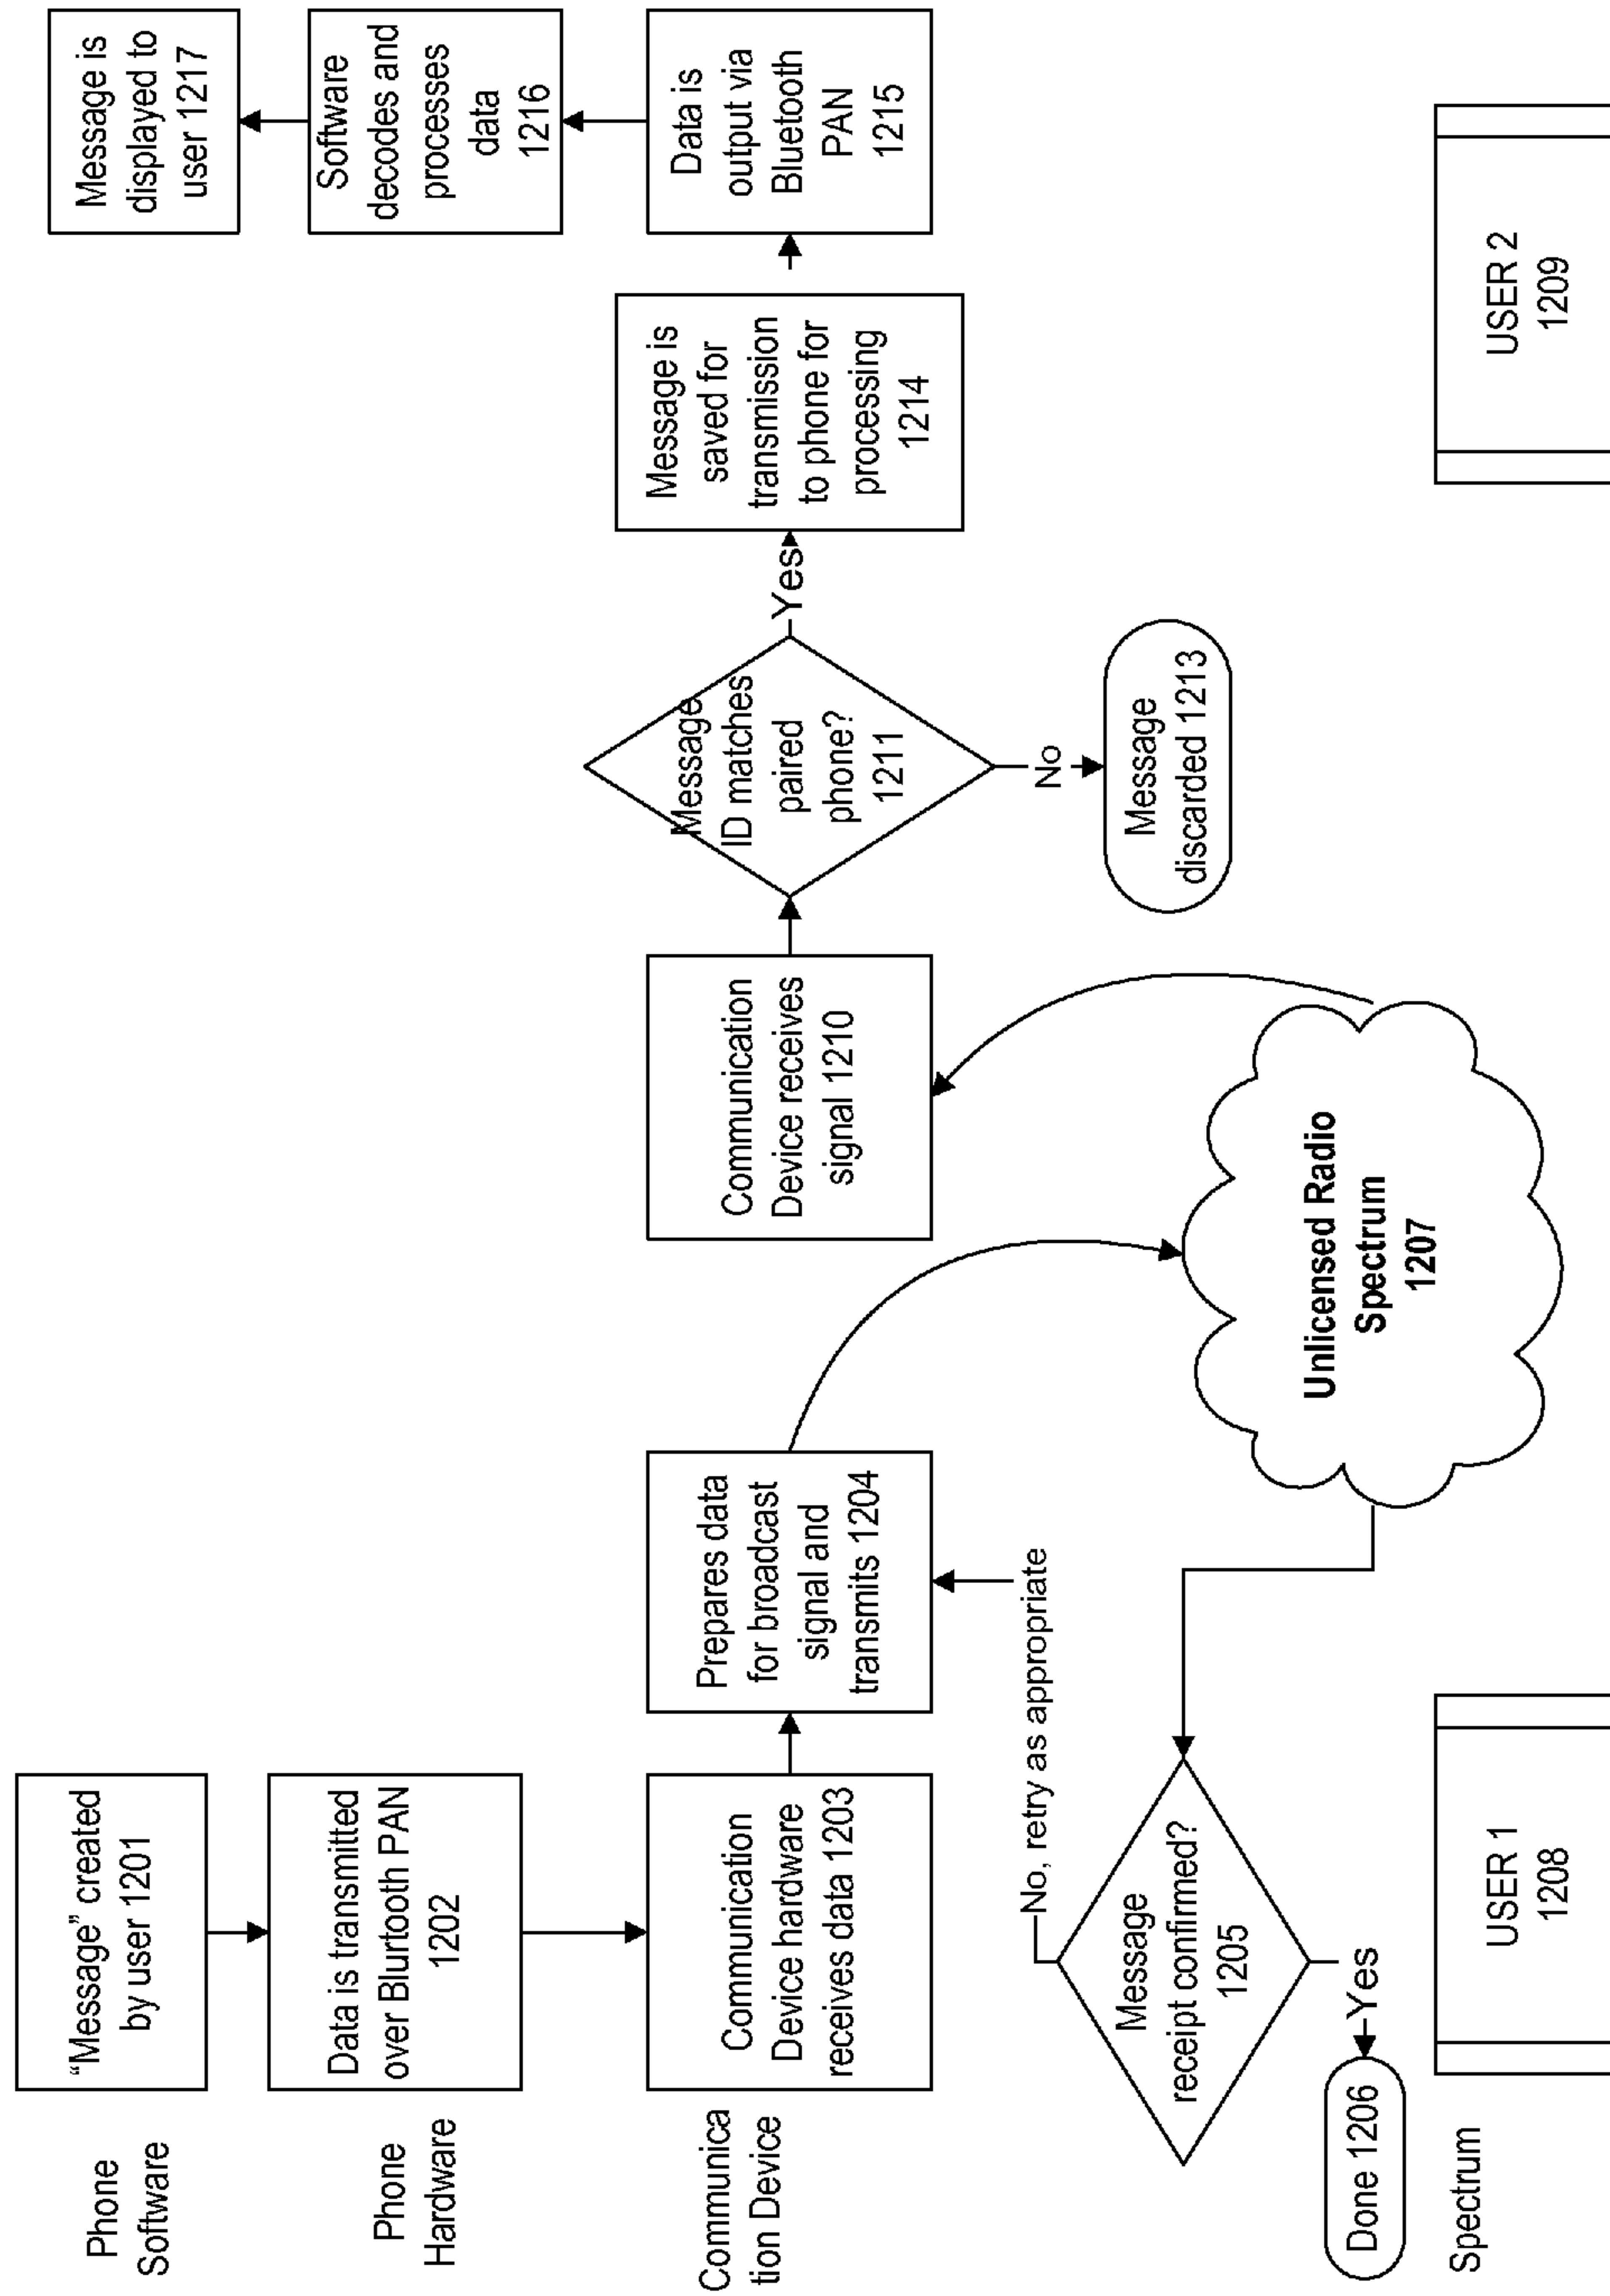 Phone
Software
“Message” created
by user 1201
Message is
displayed to
user 1217
Phone
Hardware
Data is transmitted
over Blurtooth PAN
1202
Software
decodes and
processes
data
1216
Communica
tion Device
Communication
Device hardware
receives data 1203
Prepares data
for broadcast
signal and
transmits 1204
Communication
Device receives
signal 1210
Message
ID matches
paired
phone?
1211
Yes
Message is
saved for
transmission
to phone for
processing
1214
Data is
output via
Bluetooth
PAN
1215
No, retry as appropriate
No
Message
receipt confirmed?
1205
Message
discarded 1213
Yes
Done 1206
Unlicensed Radio
Spectrum
1207
Spectrum
USER 1
1208
USER 2
1209